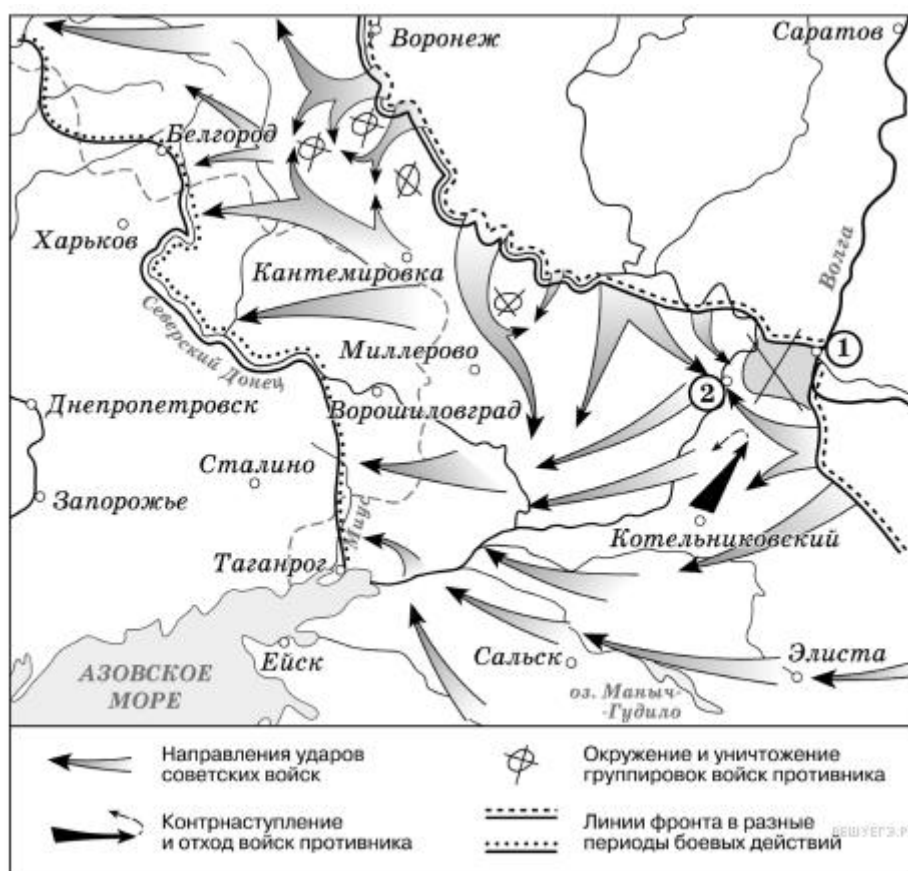 Воронеж
Саратов
Белгород
Харьков
Волга
Кантемировка
Северский Донец
Миллерово
1
2
Днепропетровск
Ворошиловград
Сталино
Запорожье
Миус
Котельниковский
Таганрог
Ейск
Сальск
Элиста
АЗОВСКОЕ
МОРЕ
оз. Маныч-
-Гудило
Направления ударов
советских войск
Окружение и уничтожение
группировок войск противника
Контрнаступление
и отход войск противника
Линии фронта в разные
периоды боевых действий